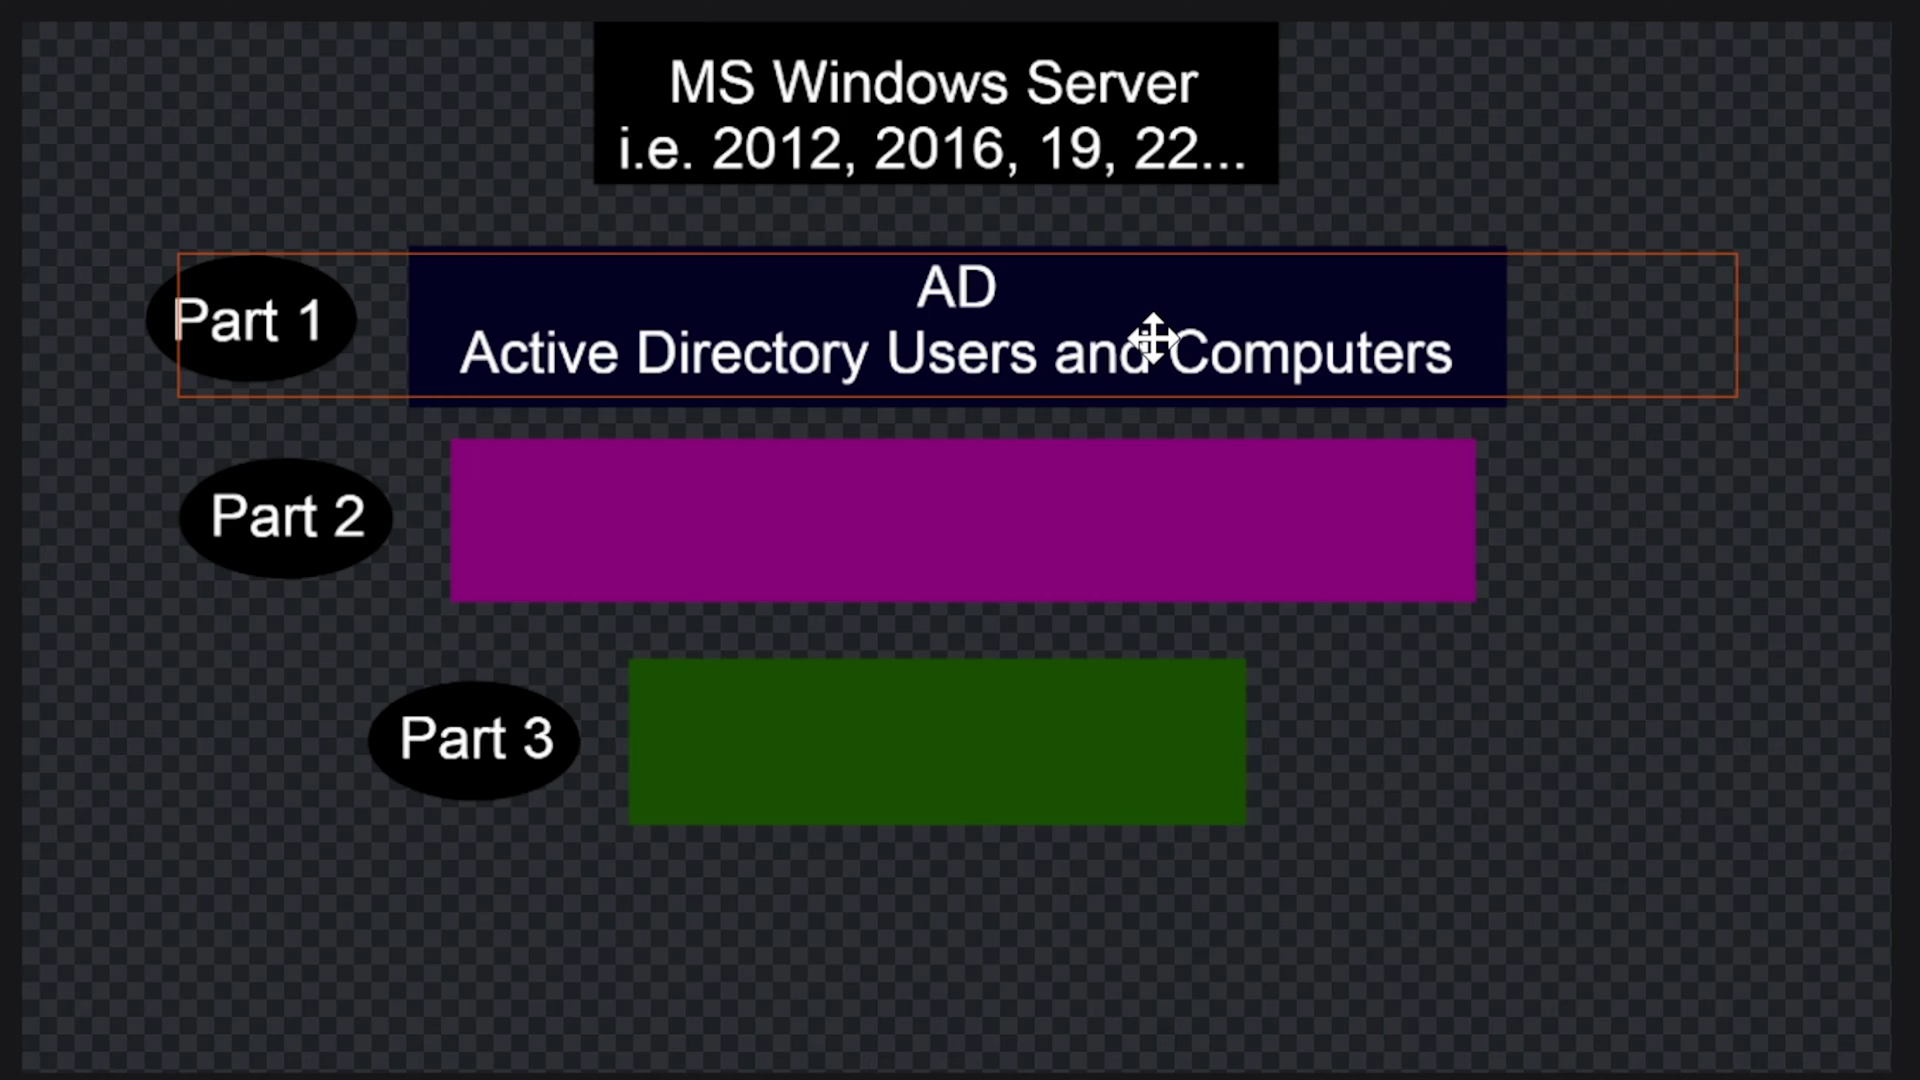 MS Windows Server
i.e. 2012, 2016, 19, 22...
Part 1
AD
Active Directory Users and Computers
Part 2
Part 3